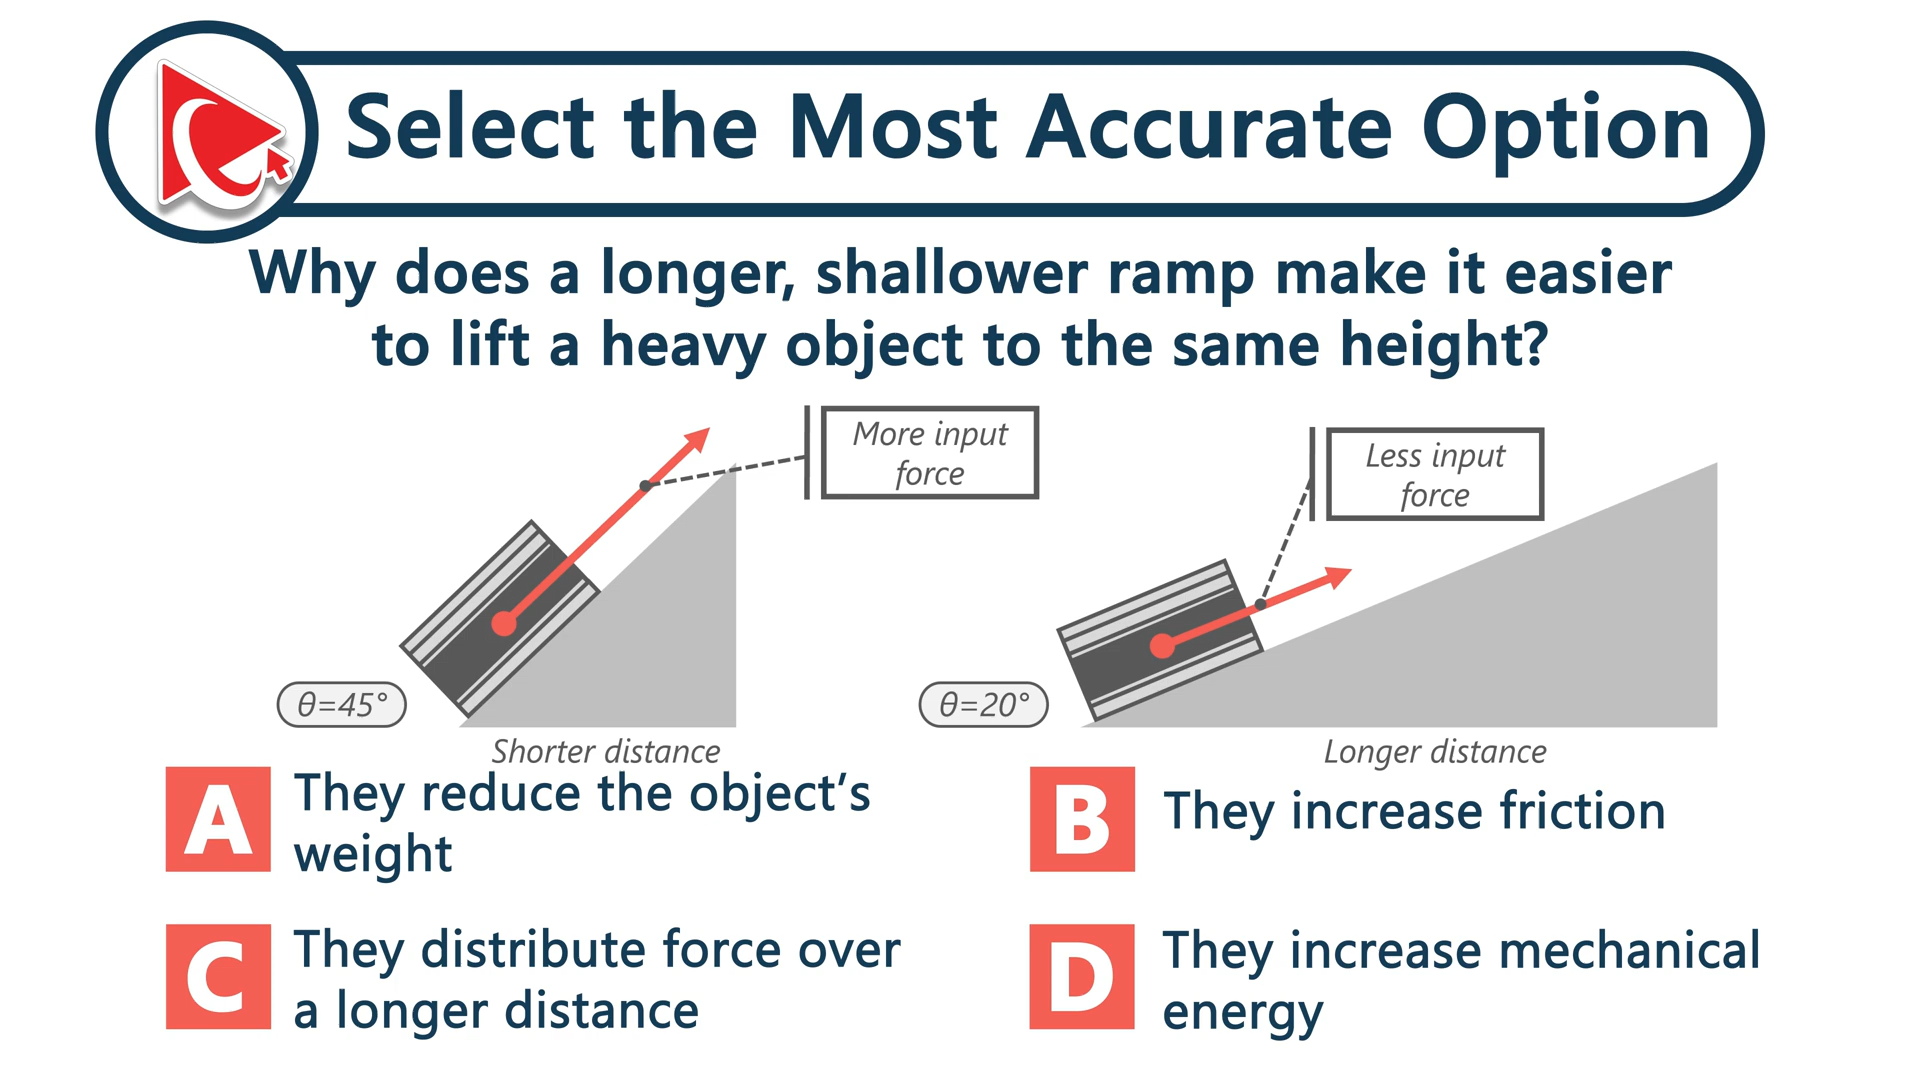 Select the Most Accurate Option
Why does a longer, shallower ramp make it easier
to lift a heavy object to the same height?
More input
force
Less input
force
θ=45°
θ=20°
Shorter distance
Longer distance
A
They reduce the object’s
weight
B
They increase friction
C
They distribute force over
a longer distance
D
They increase mechanical
energy